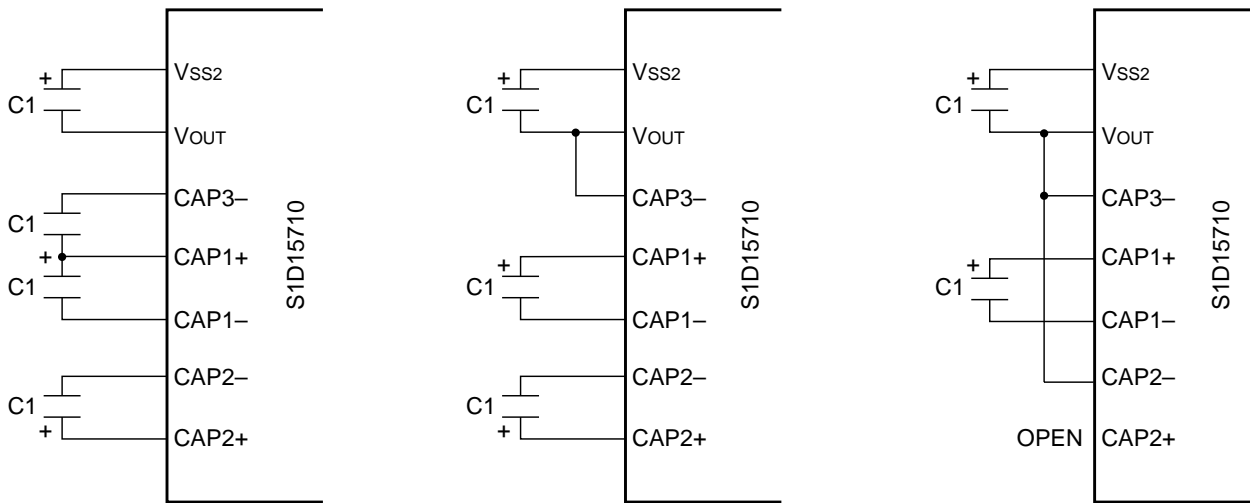 +
C1
VSS2
VOUT
C1
+
C1
CAP3–
CAP1+
CAP1–
C1
+
CAP2–
CAP2+
S1D15710
+
C1
VSS2
VOUT
CAP3–
+
C1
CAP1+
CAP1–
C1
+
CAP2–
CAP2+
S1D15710
+
C1
VSS2
VOUT
CAP3–
+
C1
CAP1+
CAP1–
CAP2–
OPEN CAP2+
S1D15710